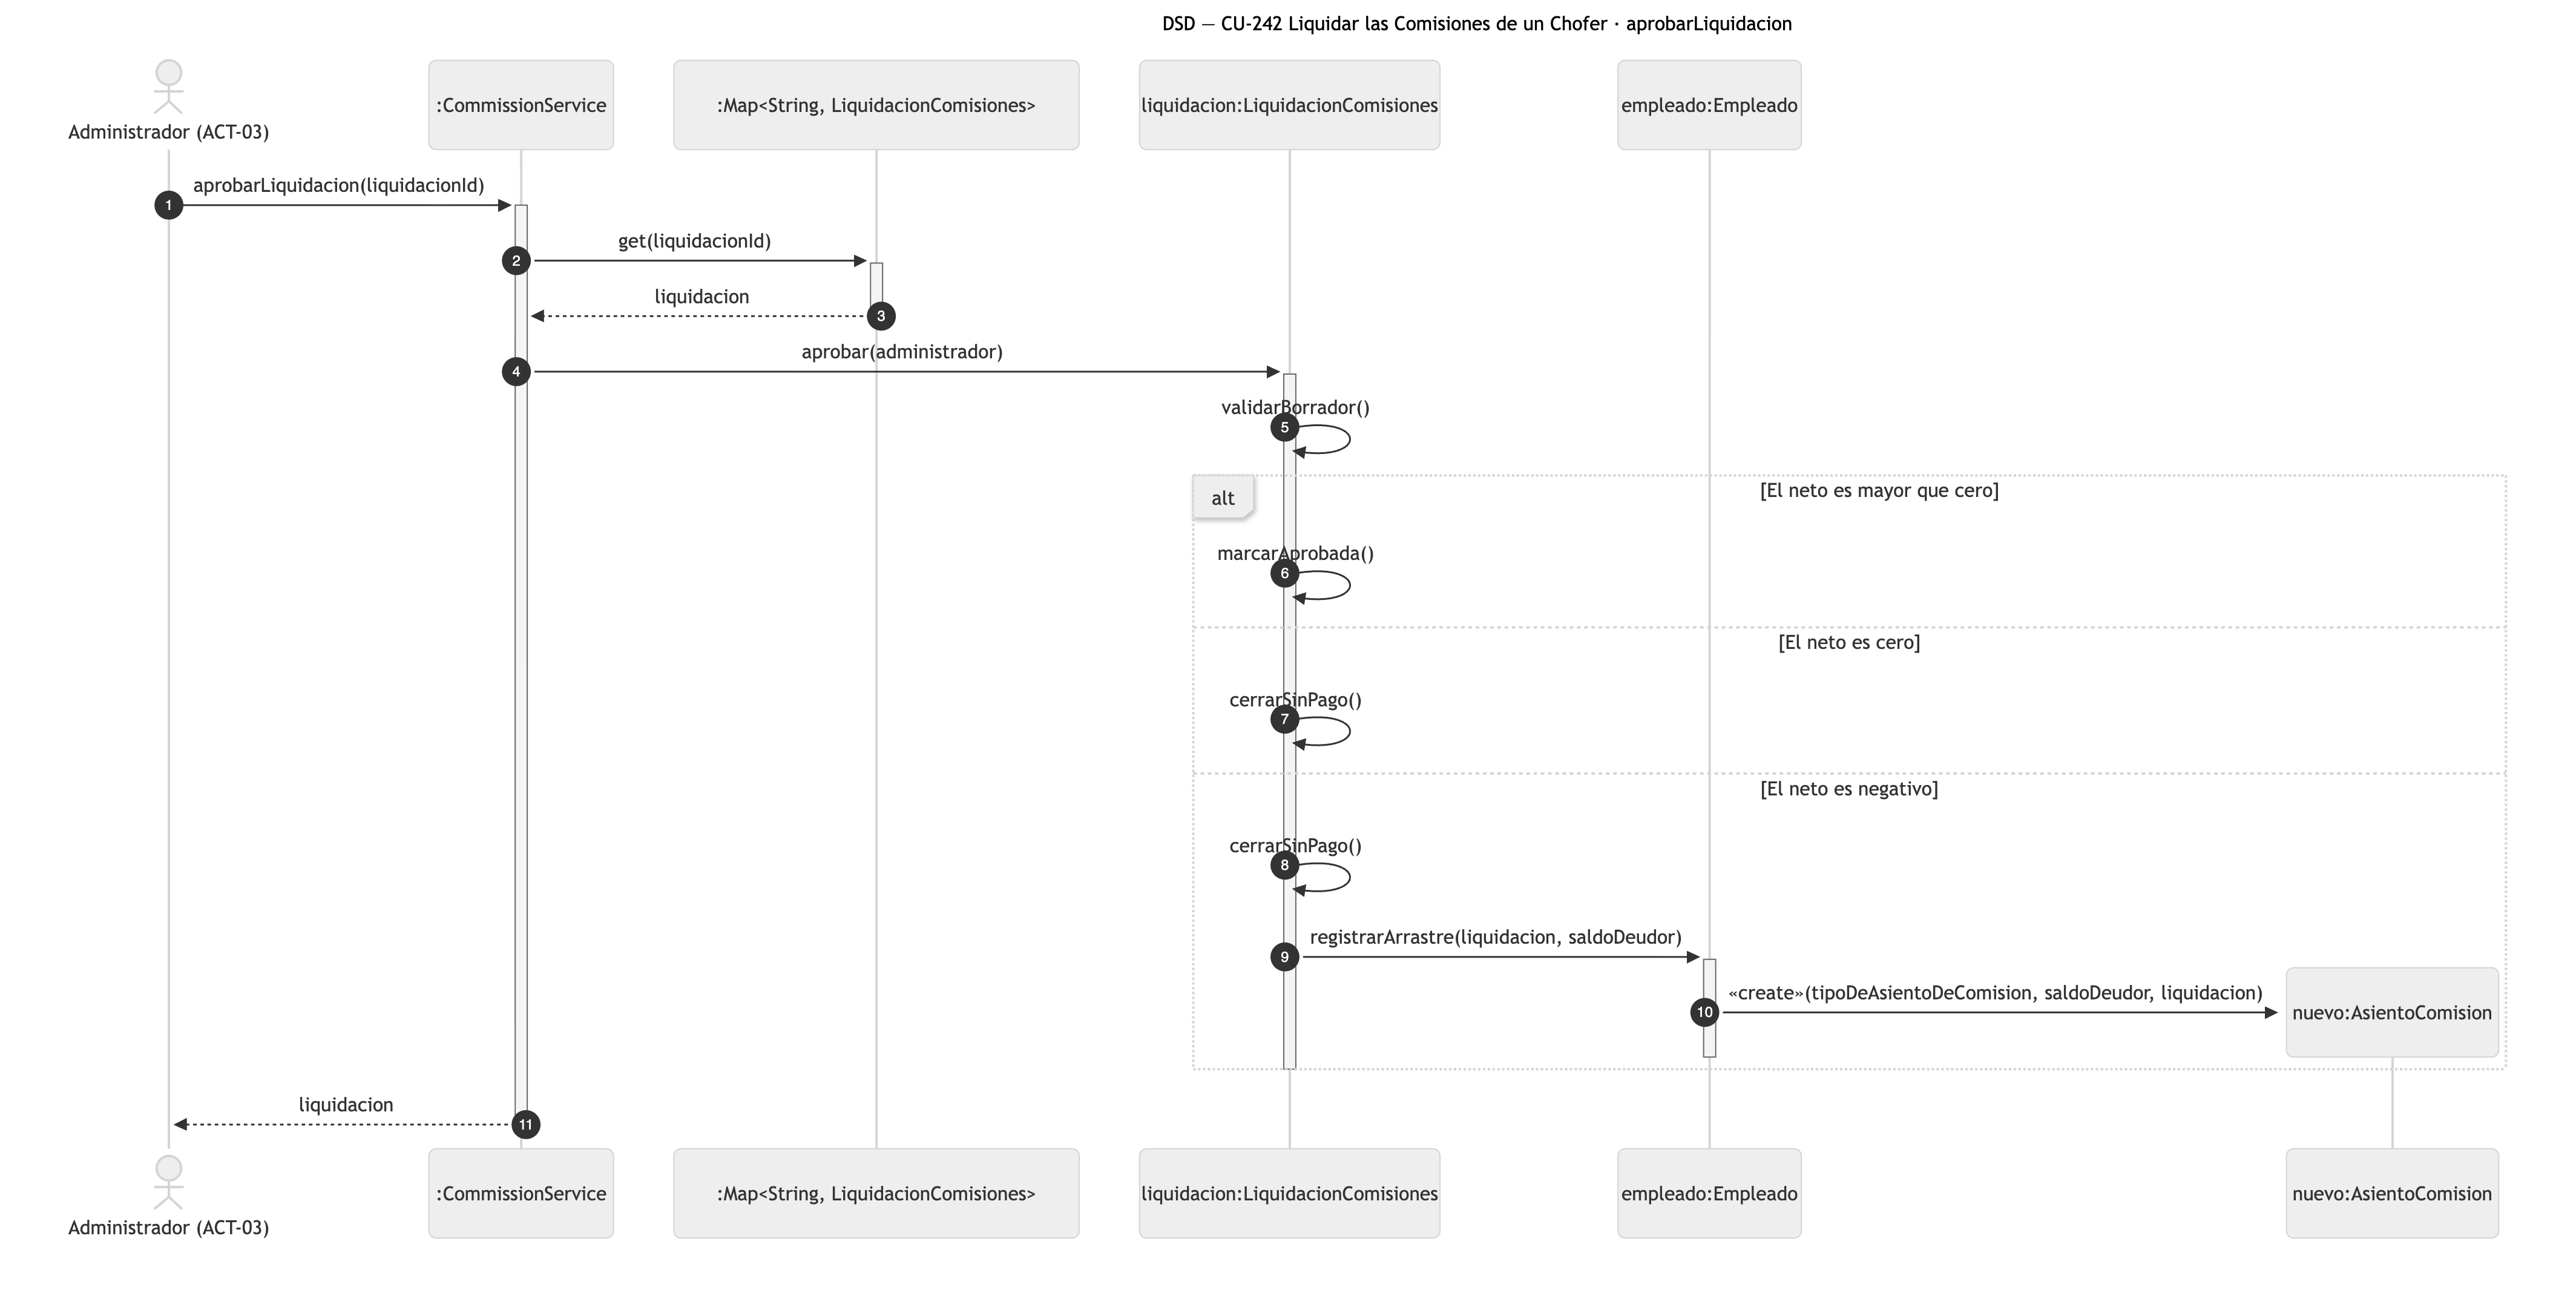 DSD — CU-242 Liquidar las Comisiones de un Chofer · aprobarLiquidacion
Administrador (ACT-03)
:CommissionService
:Map<String, LiquidacionComisiones>
liquidacion:LiquidacionComisiones
empleado:Empleado
aprobarLiquidacion(liquidacionId)
1
get(liquidacionId)
2
liquidacion
3
aprobar(administrador)
4
validarBorrador()
5
alt
[El neto es mayor que cero]
marcarAprobada()
6
[El neto es cero]
cerrarSinPago()
7
[El neto es negativo]
cerrarSinPago()
8
registrarArrastre(liquidacion, saldoDeudor)
9
«create»(tipoDeAsientoDeComision, saldoDeudor, liquidacion)
10
nuevo:AsientoComision
liquidacion
11
Administrador (ACT-03)
:CommissionService
:Map<String, LiquidacionComisiones>
liquidacion:LiquidacionComisiones
empleado:Empleado
nuevo:AsientoComision